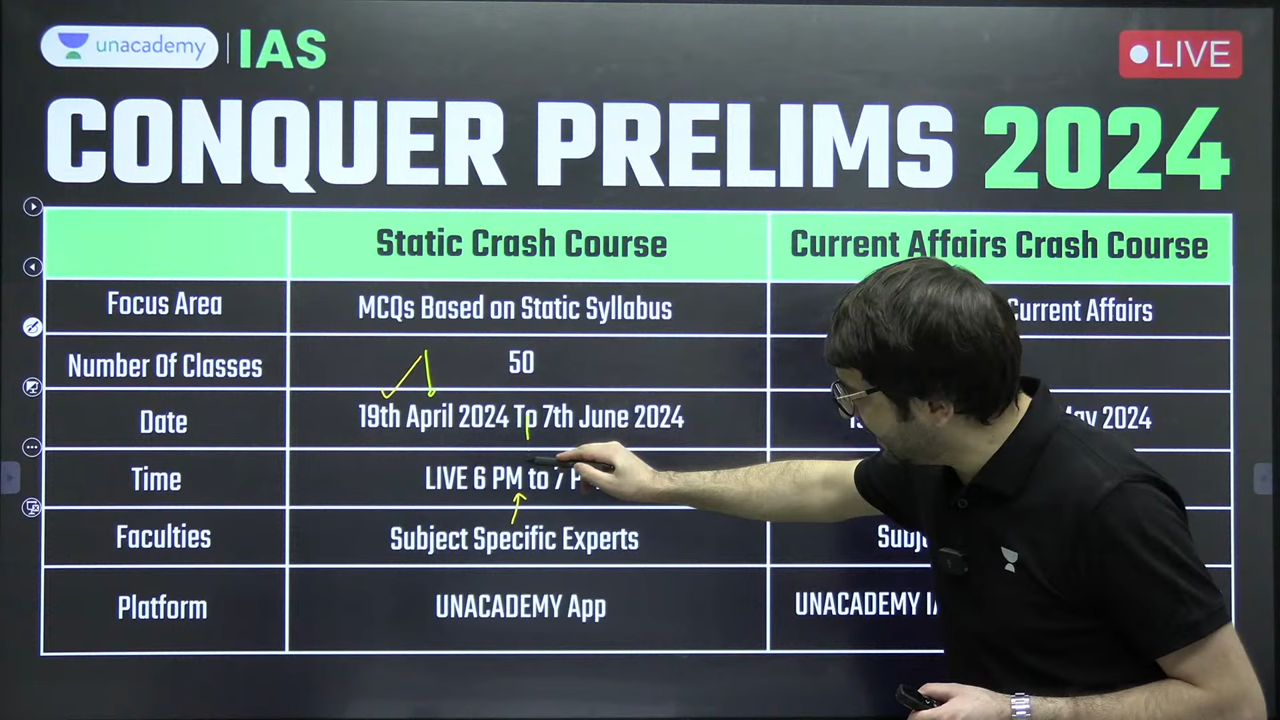 unacademy IAS
LIVE
CONQUER PRELIMS 2024
Static Crash Course Current Affairs Crash Course
Focus Area MCQs Based on Static Syllabus Current Affairs
Number Of Classes 50
Date 19th April 2024 To 7th June 2024 May 2024
Time LIVE 6 PM to 7
Faculties Subject Specific Experts
Platform UNACADEMY App UNACADEMY